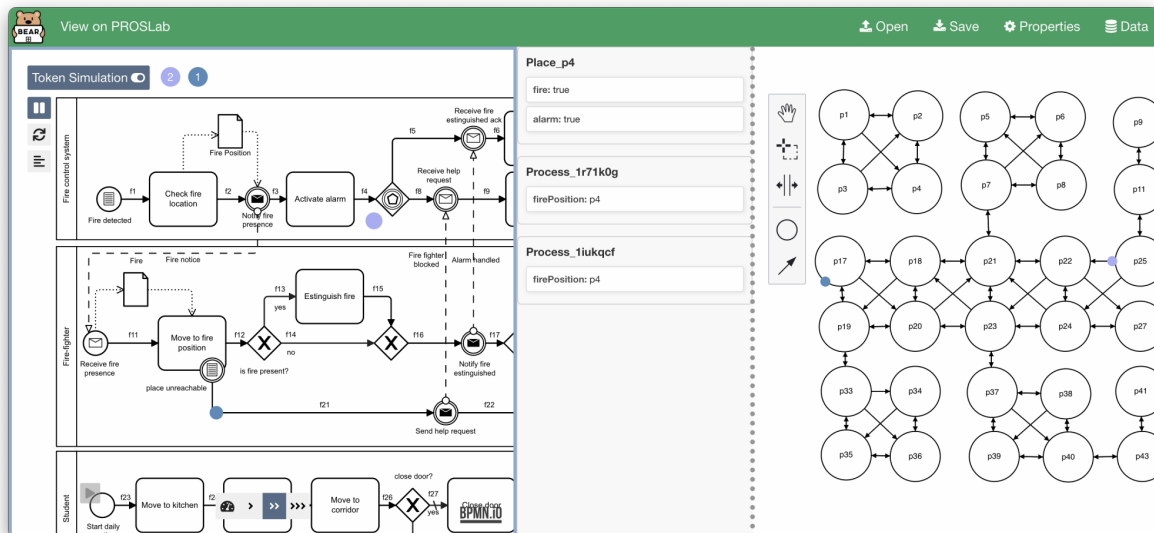 BEAR
View on PROSLab
Open
Save
Properties
Data
Token Simulation
2
1
Fire control system
Fire detected
f1
Check fire
location
Fire Position
f2
Notify fire
presence
f3
Activate alarm
f4
f5
Receive fire
estinguished ack
f6
Receive help
request
f8
f9
Fire-fighter
Fire
Fire notice
Receive fire
presence
f11
Move to fire
position
place unreachable
f12
is fire present?
f13
yes
Estinguish fire
f14
no
f15
f16
Fire fighter
blocked
Alarm handled
f17
Notify fire
estinguished
f21
Send help request
f22
Student
Start daily
f23
Move to kitchen
Move to
corridor
f26
close door?
f27
yes
Close door
BPMN.iO
Place_p4
fire: true
alarm: true
Process_1r71k0g
firePosition: p4
Process_1iukqcf
firePosition: p4
p1
p2
p5
p6
p9
p3
p4
p7
p8
p11
p17
p18
p21
p22
p25
p19
p20
p23
p24
p27
p33
p34
p37
p38
p41
p35
p36
p39
p40
p43